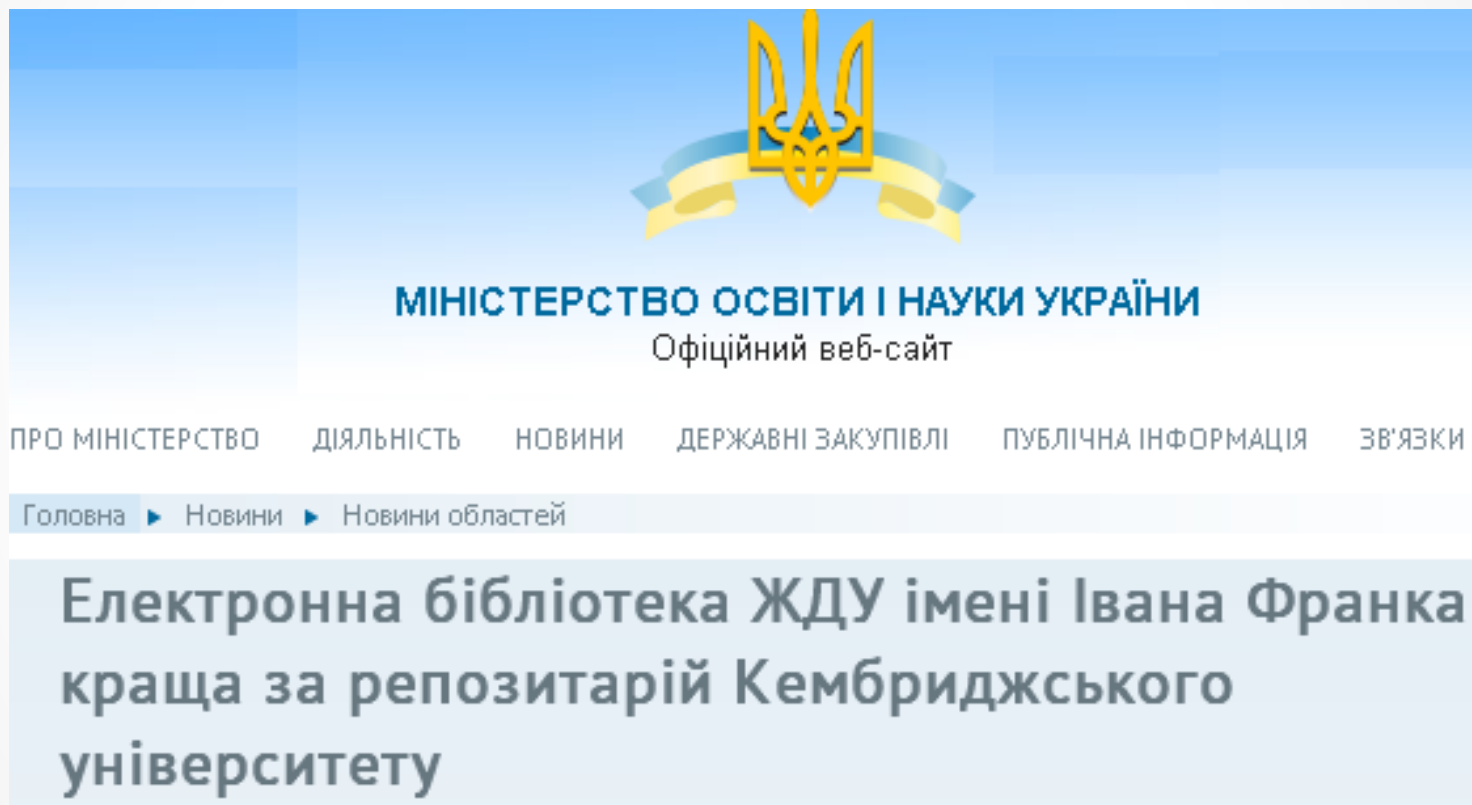 МІНІСТЕРСТВО ОСВІТИ І НАУКИ УКРАЇНИ
Офіційний веб-сайт
ПРО МІНІСТЕРСТВО ДІЯЛЬНІСТЬ НОВИНИ ДЕРЖАВНІ ЗАКУПІВЛІ ПУБЛІЧНА ІНФОРМАЦІЯ ЗВ'ЯЗКИ
Головна ► Новини ► Новини областей
Електронна бібліотека ЖДУ імені Івана Франка
краща за репозитарій Кембриджського
університету